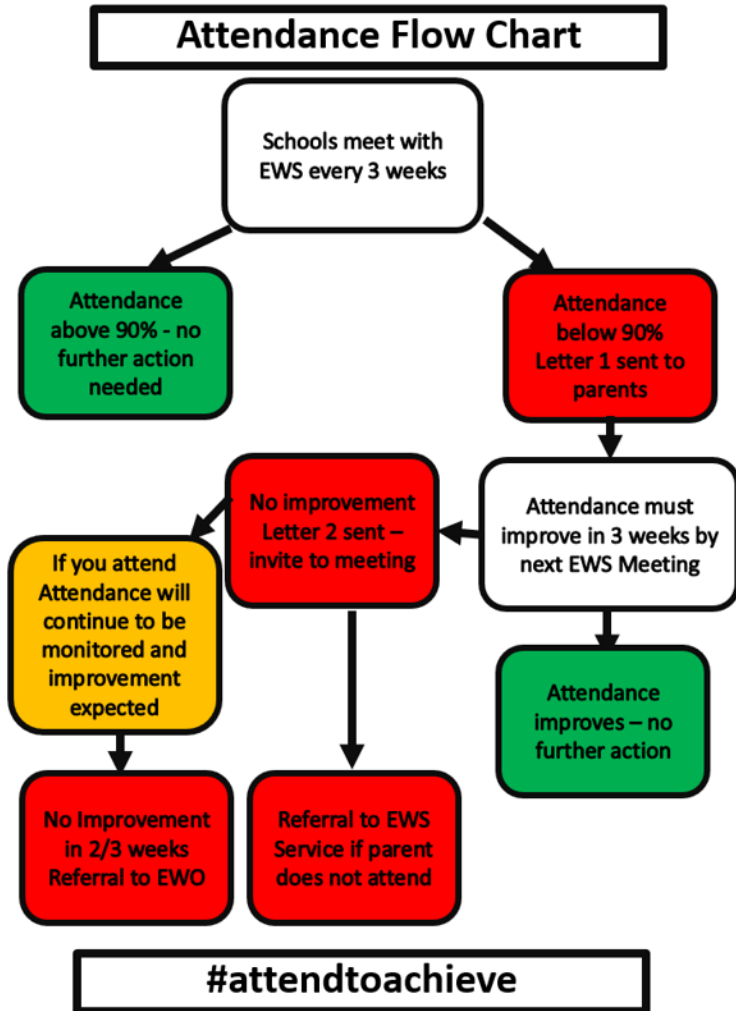 Attendance Flow Chart
Schools meet with
EWS every 3 weeks
Attendance
above 90% - no
further action
needed
Attendance
below 90%
Letter 1 sent to
parents
Attendance must
improve in 3 weeks by
next EWS Meeting
No improvement
Letter 2 sent –
invite to meeting
If you attend
Attendance will
continue to be
monitored and
improvement
expected
Attendance
improves – no
further action
No Improvement
in 2/3 weeks
Referral to EWO
Referral to EWS
Service if parent
does not attend
#attendtoachieve